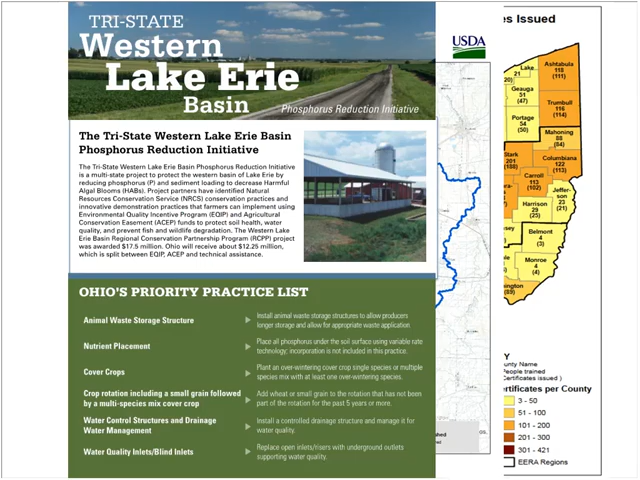 TRI-STATE
Western
Lake Erie
Basin
Phosphorus Reduction Initiative
USDA
The Tri-State Western Lake Erie Basin
Phosphorus Reduction Initiative
The Tri-State Western Lake Erie Basin Phosphorus Reduction Initiative
is a multi-state project to protect the western basin of Lake Erie by
reducing phosphorus (P) and sediment loading to decrease Harmful
Algal Blooms (HABs). Project partners have identified Natural
Resources Conservation Service (NRCS) conservation practices and
innovative demonstration practices that farmers can implement using
Environmental Quality Incentive Program (EQIP) and Agricultural
Conservation Easement (ACEP) funds to protect soil health, water
quality, and prevent fish and wildlife degradation. The Western Lake
Erie Basin Regional Conservation Partnership Program (RCPP) project
was awarded $17.5 million. Ohio will receive about $12.25 million,
which is split between EQIP, ACEP and technical assistance.
OHIO'S PRIORITY PRACTICE LIST
Animal Waste Storage Structure
Install animal waste storage structures to allow producers
longer storage and allow for appropriate waste application.
Nutrient Placement
Place all phosphorus under the soil surface using variable rate
technology; incorporation is not included in this practice.
Cover Crops
Plant an over-wintering cover crop single species or multiple
species mix with at least one over-wintering species.
Crop rotation including a small grain followed
by a multi-species mix cover crop
Add wheat or small grain to the rotation that has not been
part of the rotation for the past 5 years or more.
Water Control Structures and Drainage
Water Management
Install a controlled drainage structure and manage it for
water quality.
Water Quality Inlets/Blind Inlets
Replace open inlets/risers with underground outlets
supporting water quality.
es Issued
Lake
21
20)
Ashtabula
118
(111)
Geauga
51
(47)
Trumbull
116
(114)
Portage
54
(50)
Mahoning
88
(84)
Stark
201
(188)
Columbiana
122
(113)
Carroll
113
(102)
Jeffer-
son
23
(21)
Harrison
29
(25)
Belmont
4
(3)
Monroe
4
(4)
ington
(89)
Y
unty Name
People trained
Certificates issued )
rtificates per County
3 - 50
51 - 100
101 - 200
201 - 300
301 - 421
EERA Regions